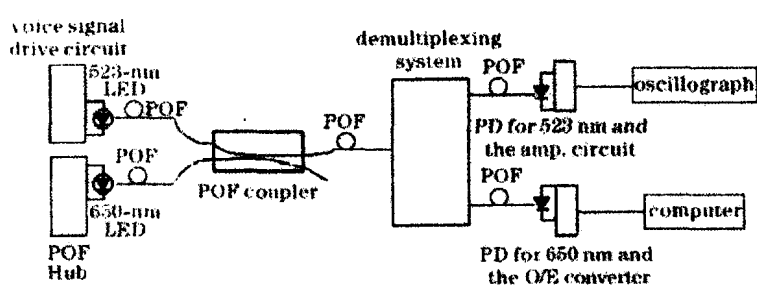 voice signal
drive circuit
523-nm
LED
POF
POF
650-nm
LED
POF
Hub
POF coupler
POF
demultiplexing
system
POF
oscillograph
PD for 523 nm and
the amp. circuit
POF
computer
PD for 650 nm and
the O/E converter